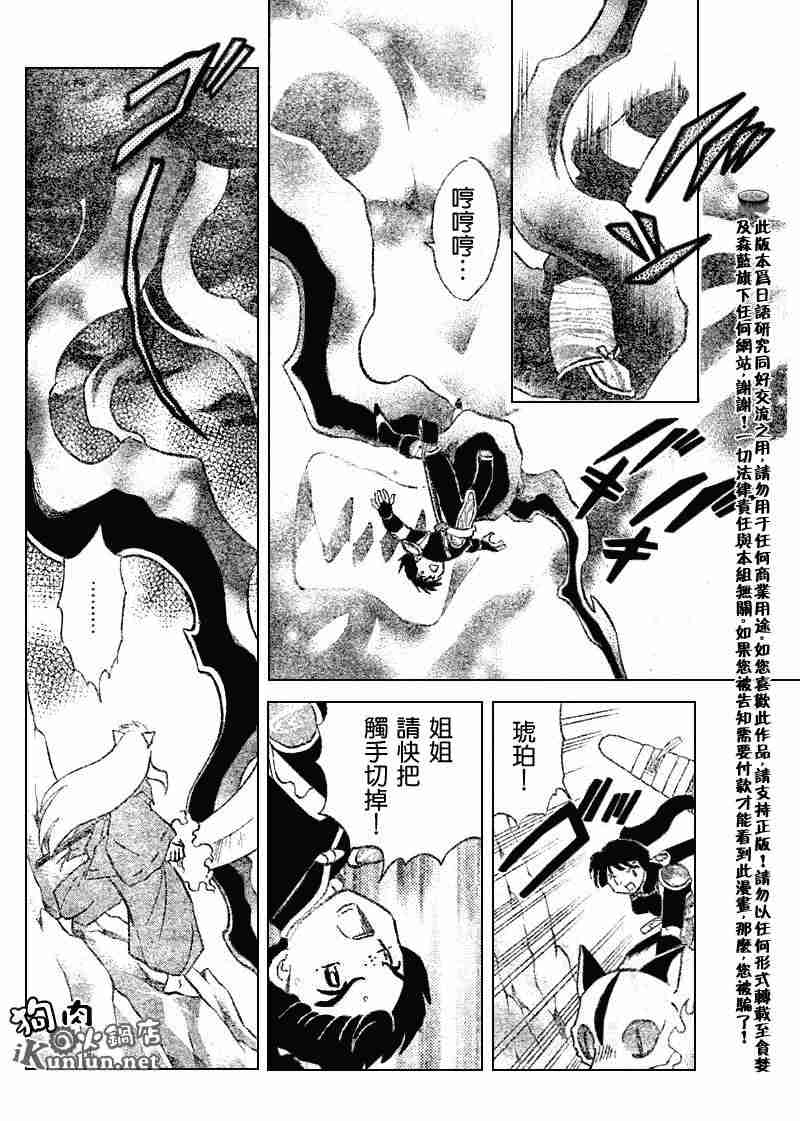 此版本爲日語研究同好交流之用，請勿用于任何商業用途。如您喜歡此作品，請支持正版！請勿以任何形式轉載至貪婪
及森藍旗下任何網站，謝謝！一切法律責任與本組無關。如果您被告知需要付款才能看到此漫畫，那麽，您被騙了！
哼哼哼…
琥珀！
姐姐
請快把
觸手切掉！
………
狗肉
火鍋店
iKunlun.net